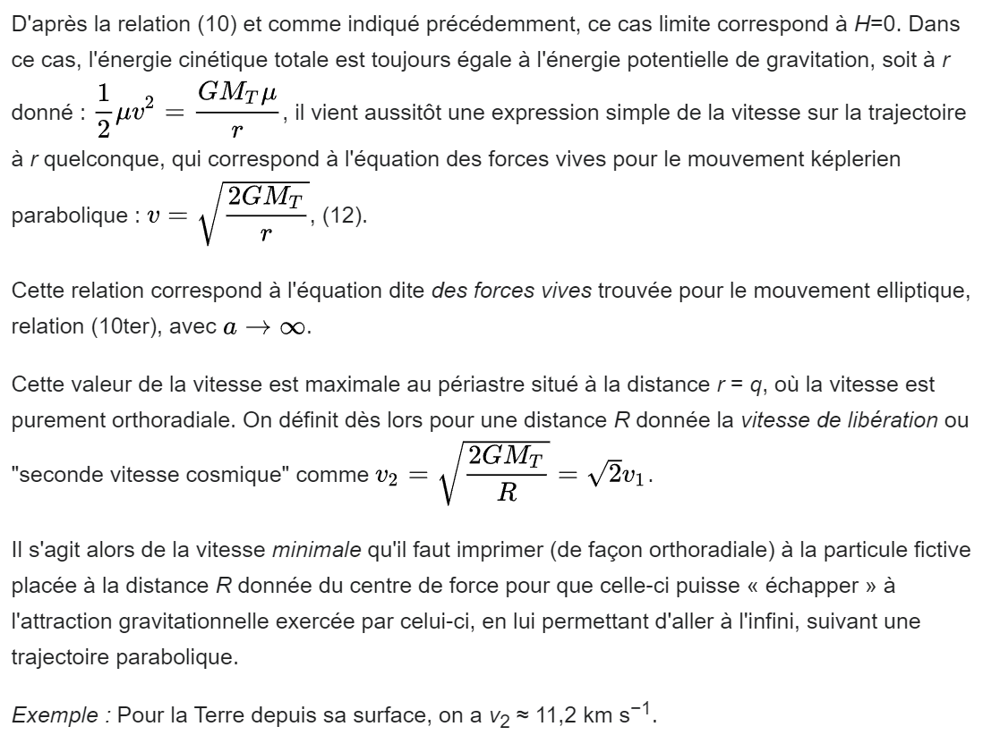 D'après la relation (10) et comme indiqué précédemment, ce cas limite correspond à H=0. Dans
ce cas, l'énergie cinétique totale est toujours égale à l'énergie potentielle de gravitation, soit à r
donné : $\frac{1}{2}\mu v^2 = \frac{GM_T\mu}{r}$, il vient aussitôt une expression simple de la vitesse sur la trajectoire
à r quelconque, qui correspond à l'équation des forces vives pour le mouvement képlerien
parabolique : $v = \sqrt{\frac{2GM_T}{r}}$, (12).
Cette relation correspond à l'équation dite des forces vives trouvée pour le mouvement elliptique,
relation (10ter), avec $a \to \infty$.
Cette valeur de la vitesse est maximale au périastre situé à la distance r = q, où la vitesse est
purement orthoradiale. On définit dès lors pour une distance R donnée la vitesse de libération ou
"seconde vitesse cosmique" comme $v_2 = \sqrt{\frac{2GM_T}{R}} = \sqrt{2}v_1$.
Il s'agit alors de la vitesse minimale qu'il faut imprimer (de façon orthoradiale) à la particule fictive
placée à la distance R donnée du centre de force pour que celle-ci puisse « échapper » à
l'attraction gravitationnelle exercée par celui-ci, en lui permettant d'aller à l'infini, suivant une
trajectoire parabolique.
Exemple : Pour la Terre depuis sa surface, on a $v_2$ ≈ 11,2 km s$^{-1}$.